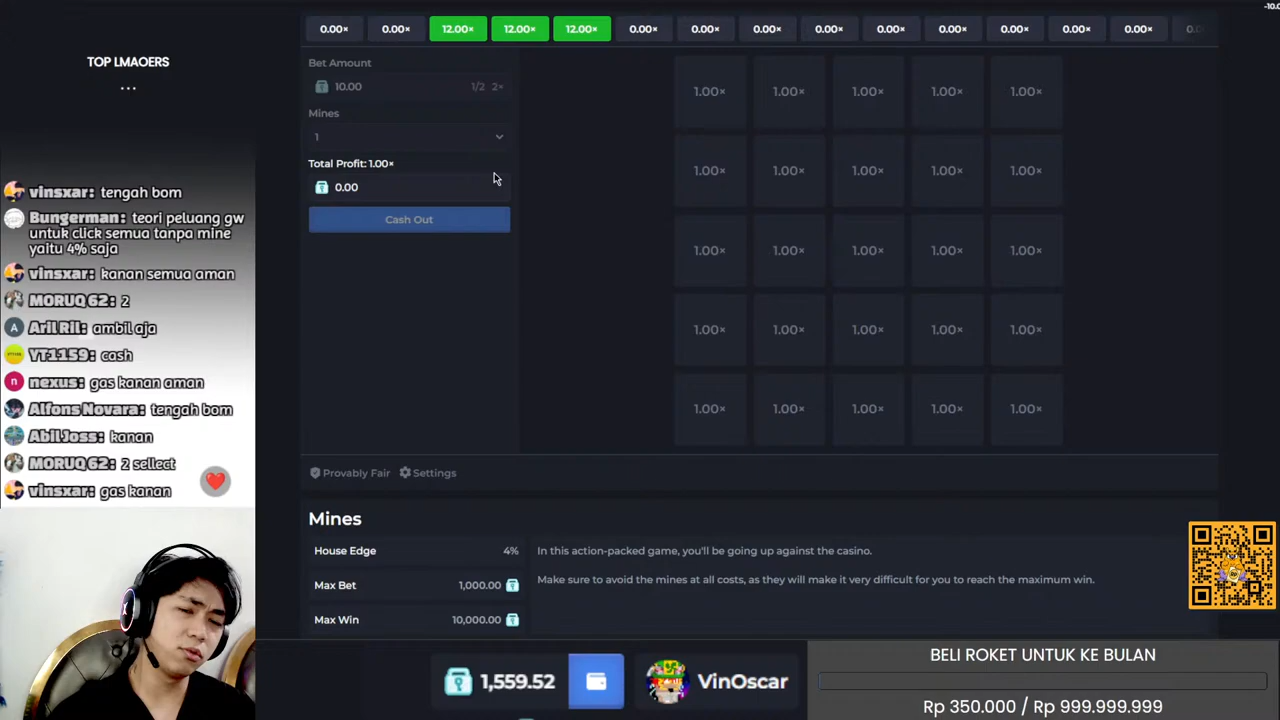 -10.0
0.00× 0.00× 12.00× 12.00× 12.00× 0.00× 0.00× 0.00× 0.00× 0.00× 0.00× 0.00× 0.00× 0.00×
TOP LMAOERS
...
vinsxar: tengah bom
Bungerman: teori peluang gw
untuk click semua tanpa mine
yaitu 4% saja
vinsxar: kanan semua aman
MORUQ62: 2
Aril Ril: ambil aja
YT1159: cash
nexus: gas kanan aman
Alfons Novara: tengah bom
Abil Joss: kanan
MORUQ62: 2 sellect
vinsxar: gas kanan
Bet Amount
10.00 1/2 2×
Mines
1
Total Profit: 1.00×
0.00
Cash Out
1.00× 1.00× 1.00× 1.00× 1.00×
1.00× 1.00× 1.00× 1.00× 1.00×
1.00× 1.00× 1.00× 1.00× 1.00×
1.00× 1.00× 1.00× 1.00× 1.00×
1.00× 1.00× 1.00× 1.00× 1.00×
Provably Fair Settings
Mines
House Edge 4%
Max Bet 1,000.00
Max Win 10,000.00
In this action-packed game, you'll be going up against the casino.
Make sure to avoid the mines at all costs, as they will make it very difficult for you to reach the maximum win.
1,559.52
VinOscar
BELI ROKET UNTUK KE BULAN
Rp 350.000 / Rp 999.999.999